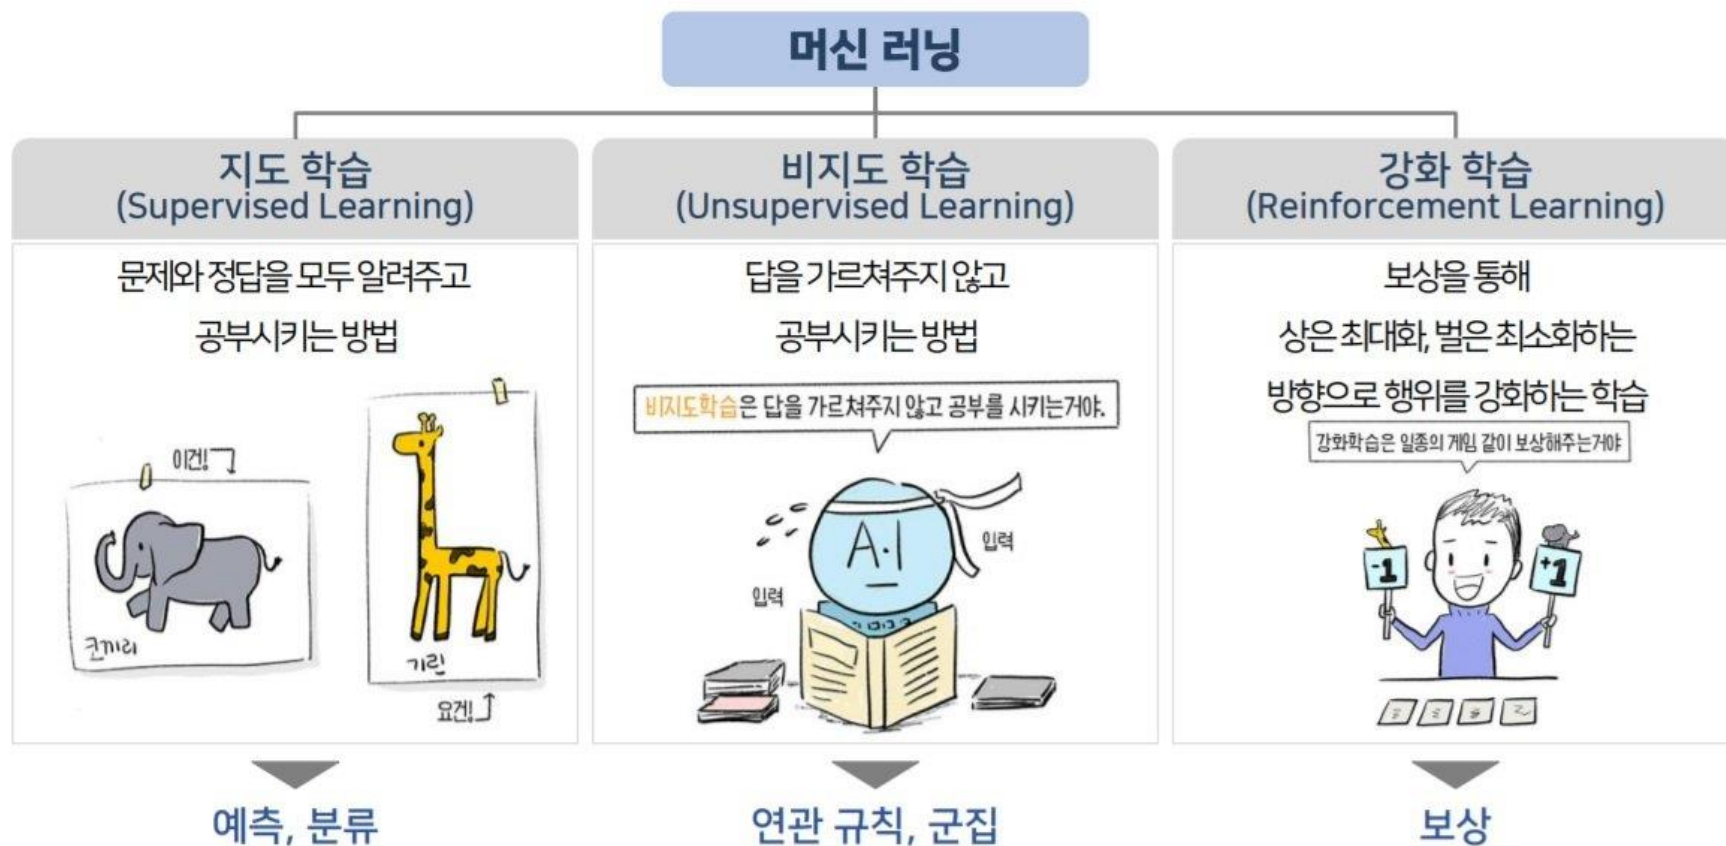 머신 러닝
지도 학습
(Supervised Learning)
문제와 정답을 모두 알려주고
공부시키는 방법
이건!
코끼리
기린
요건!
예측, 분류
비지도 학습
(Unsupervised Learning)
답을 가르쳐주지 않고
공부시키는 방법
비지도학습은 답을 가르쳐주지 않고 공부를 시키는거야.
A.I
입력
입력
연관 규칙, 군집
강화 학습
(Reinforcement Learning)
보상을 통해
상은 최대화, 벌은 최소화하는
방향으로 행위를 강화하는 학습
강화학습은 일종의 게임 같이 보상해주는거야
-1
+1
보상